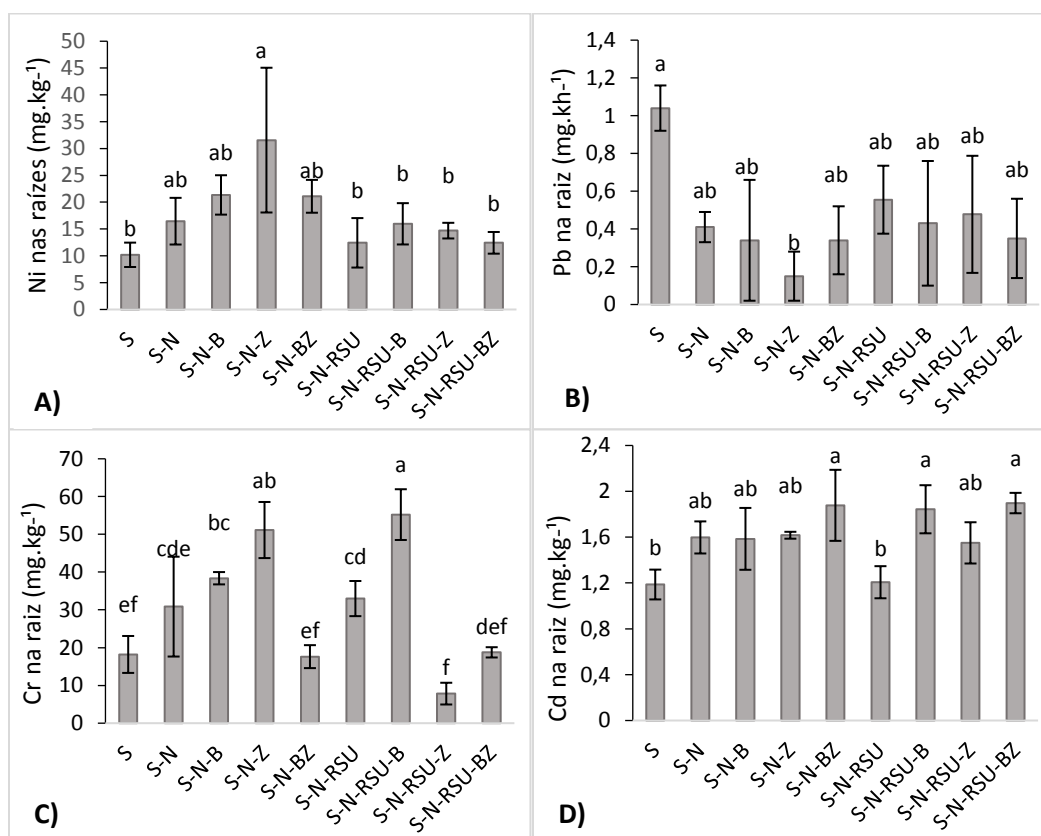 Ni nas raízes (mg.kg-¹)
50
45
40
35
30
25
20
15
10
5
0
b
ab
ab
a
ab
b
b
b
b
S
S-N
S-N-B
S-N-Z
S-N-BZ
S-N-RSU
S-N-RSU-B
S-N-RSU-Z
S-N-RSU-BZ
A)
Pb na raiz (mg.kh-¹)
1,4
1,2
1
0,8
0,6
0,4
0,2
0
a
ab
ab
b
ab
ab
ab
ab
ab
S
S-N
S-N-B
S-N-Z
S-N-BZ
S-N-RSU
S-N-RSU-B
S-N-RSU-Z
S-N-RSU-BZ
B)
Cr na raiz (mg.kg-¹)
70
60
50
40
30
20
10
0
ef
cde
bc
ab
ef
cd
a
f
def
S
S-N
S-N-B
S-N-Z
S-N-BZ
S-N-RSU
S-N-RSU-B
S-N-RSU-Z
S-N-RSU-BZ
C)
Cd na raiz (mg.kg-¹)
2,4
2
1,6
1,2
0,8
0,4
0
b
ab
ab
ab
a
b
a
ab
a
S
S-N
S-N-B
S-N-Z
S-N-BZ
S-N-RSU
S-N-RSU-B
S-N-RSU-Z
S-N-RSU-BZ
D)